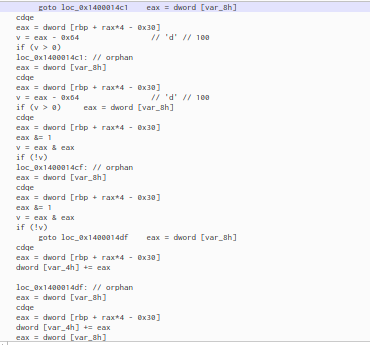 goto loc_0x1400014c1    eax = dword [var_8h]
cdqe
eax = dword [rbp + rax*4 - 0x30]
v = eax - 0x64    // 'd' // 100
if (v > 0)
loc_0x1400014c1: // orphan
eax = dword [var_8h]
cdqe
eax = dword [rbp + rax*4 - 0x30]
v = eax - 0x64    // 'd' // 100
if (v > 0)    eax = dword [var_8h]
cdqe
eax = dword [rbp + rax*4 - 0x30]
eax &= 1
v = eax & eax
if (!v)
loc_0x1400014cf: // orphan
eax = dword [var_8h]
cdqe
eax = dword [rbp + rax*4 - 0x30]
eax &= 1
v = eax & eax
if (!v)
goto loc_0x1400014df    eax = dword [var_8h]
cdqe
eax = dword [rbp + rax*4 - 0x30]
dword [var_4h] += eax
loc_0x1400014df: // orphan
eax = dword [var_8h]
cdqe
eax = dword [rbp + rax*4 - 0x30]
dword [var_4h] += eax
eax = dword [var_8h]